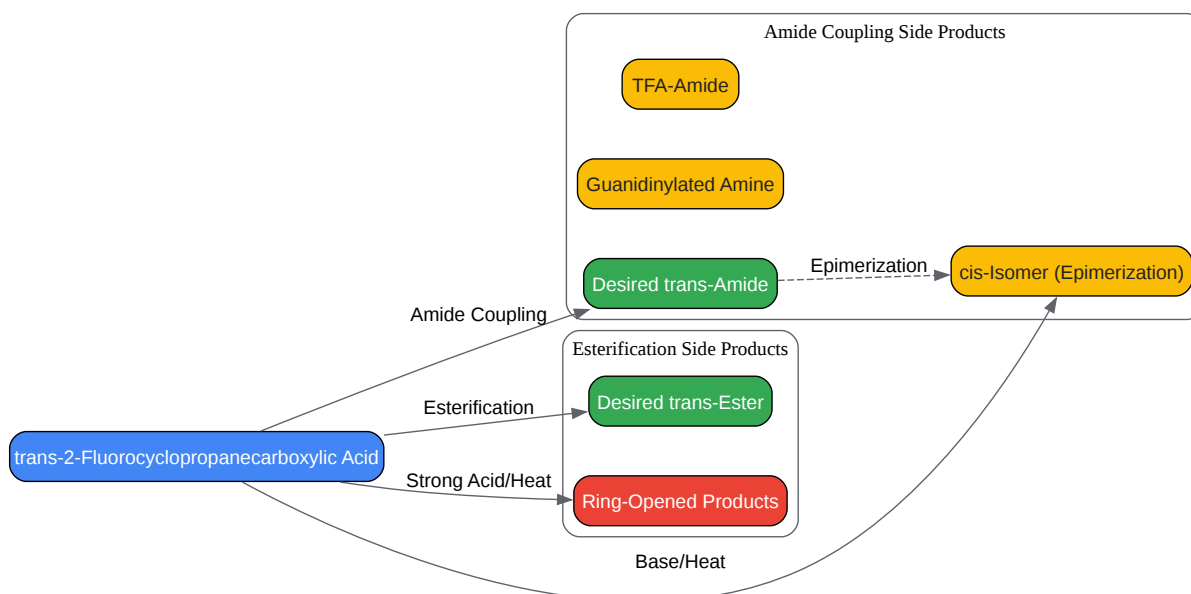 Amide Coupling Side Products
TFA-Amide
Guanidinylated Amine
Desired trans-Amide
Epimerization
cis-Isomer (Epimerization)
Amide Coupling
Esterification Side Products
Desired trans-Ester
Esterification
trans-2-Fluorocyclopropanecarboxylic Acid
Strong Acid/Heat
Ring-Opened Products
Base/Heat